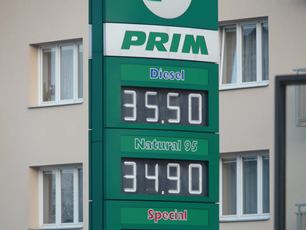 PRIM
Diesel
35.50
Natural 95
34.90
Special